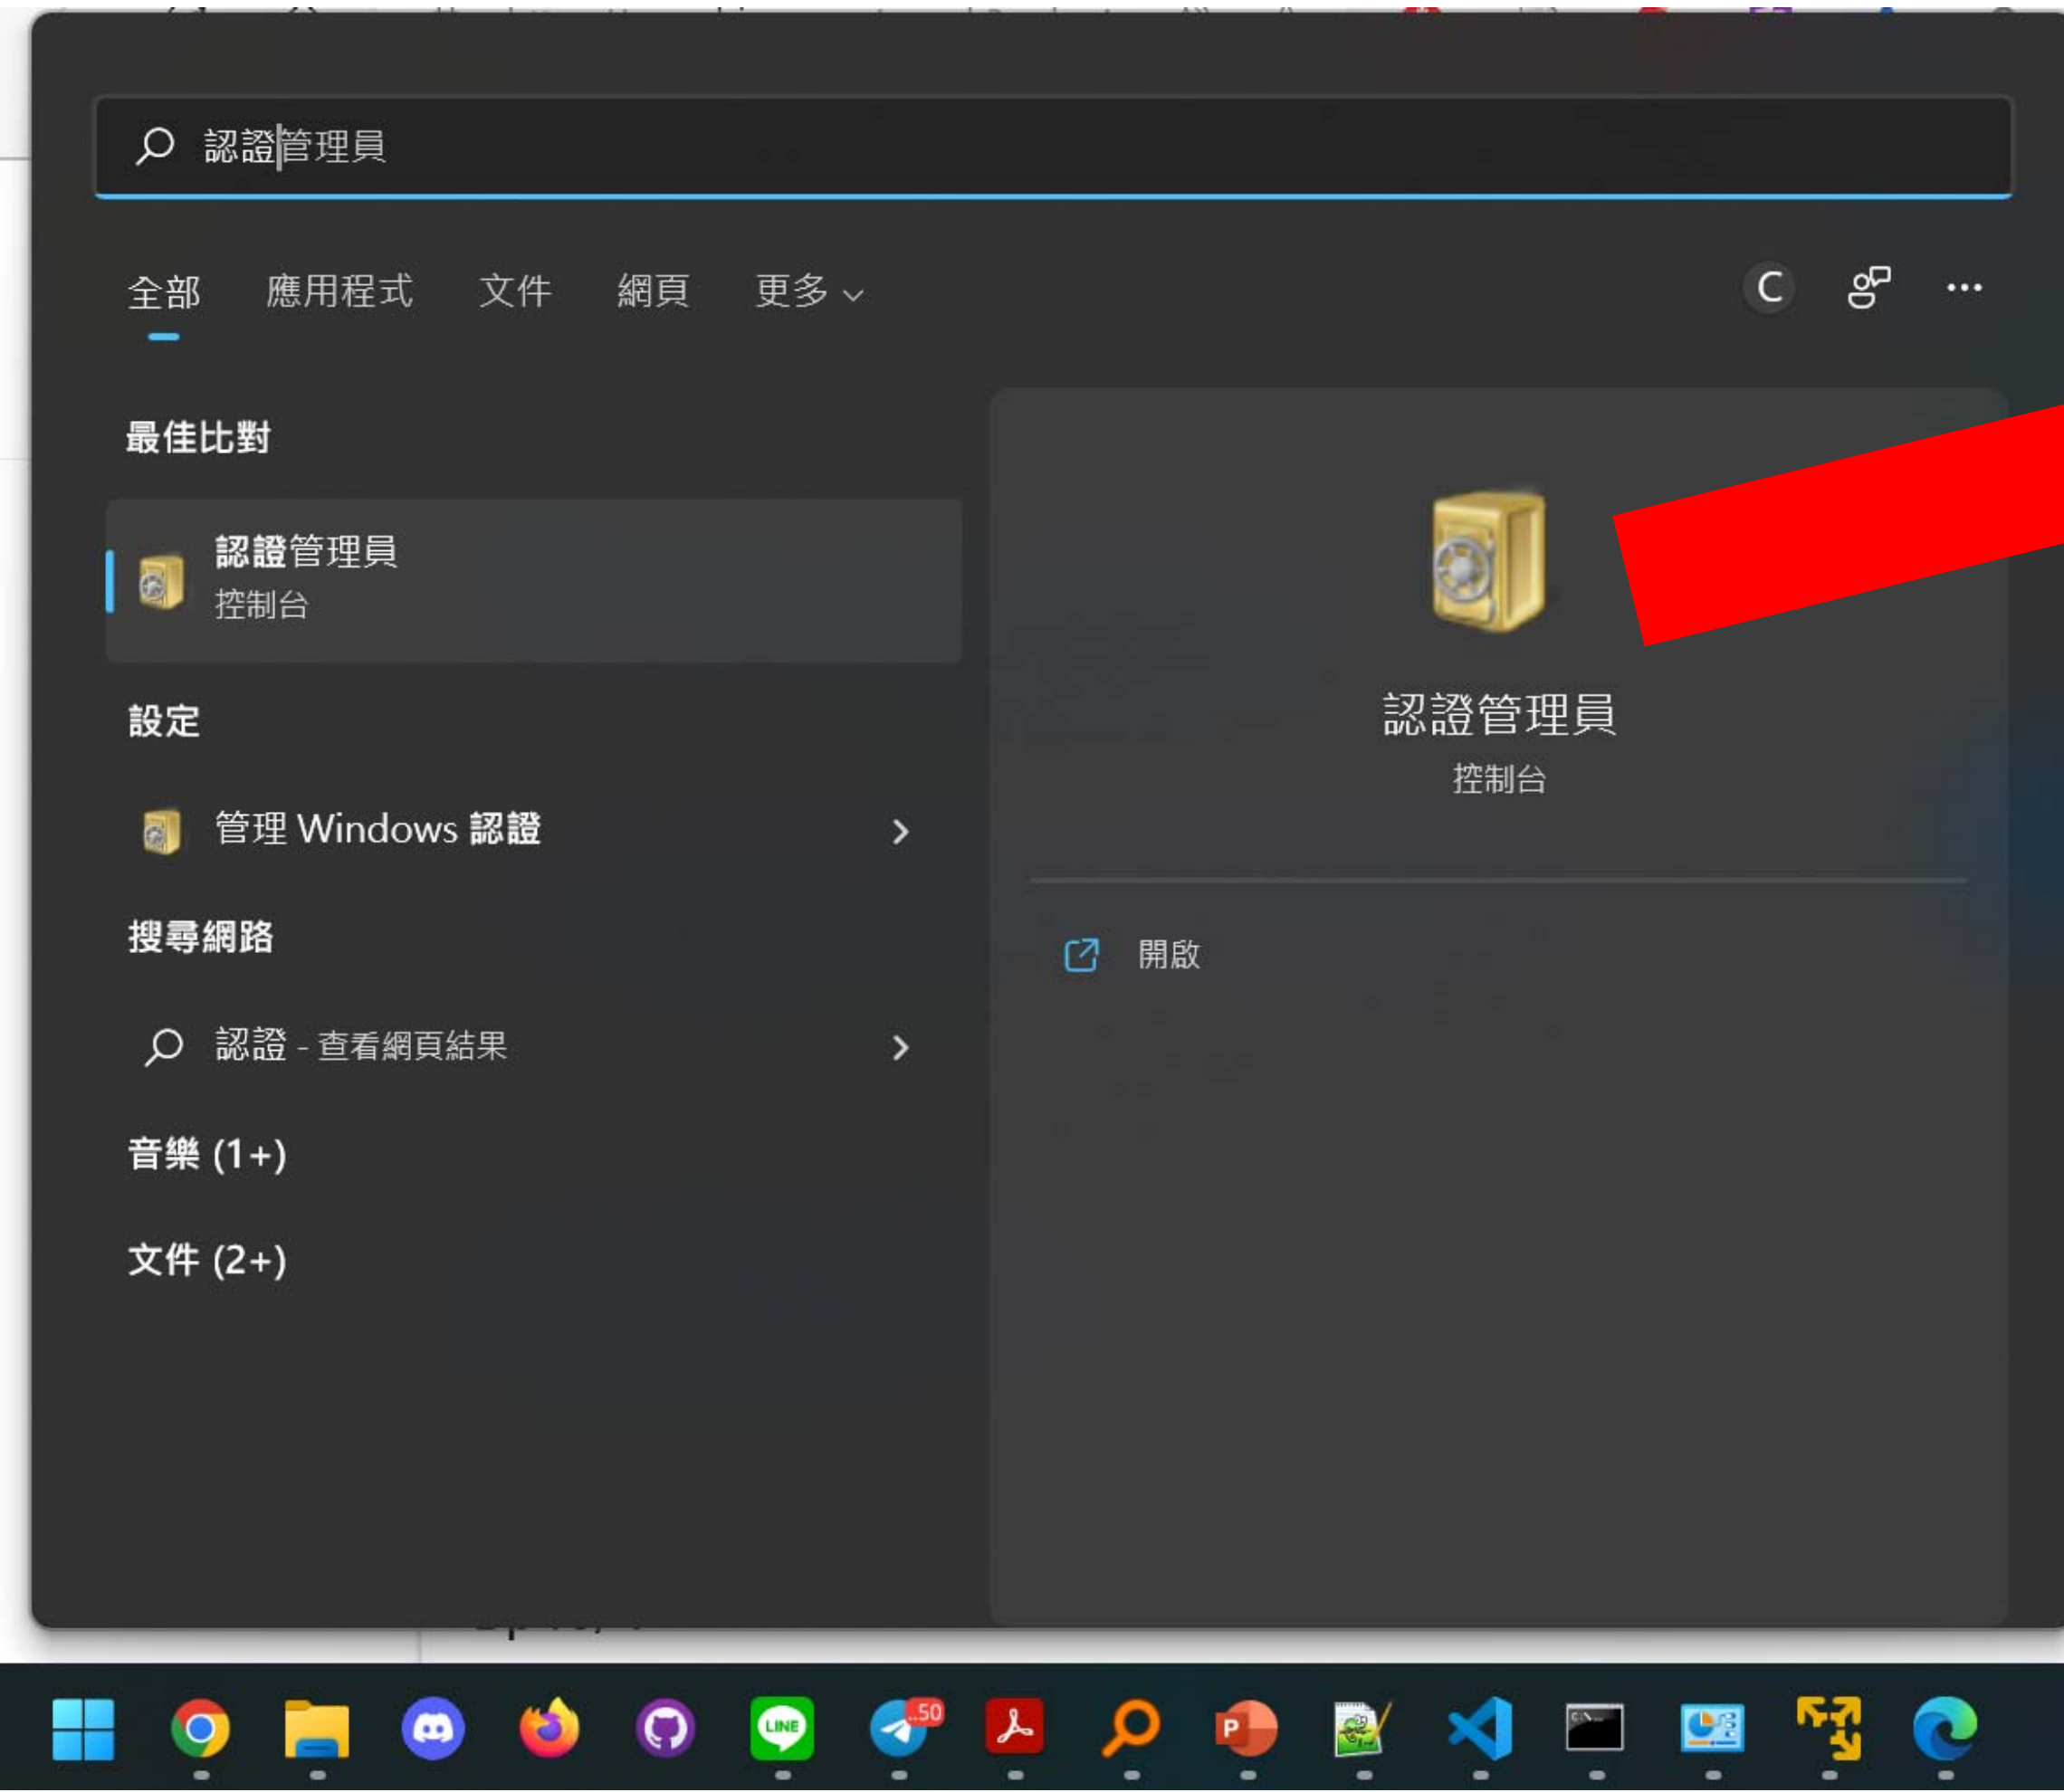 認證管理員
全部 應用程式 文件 網頁 更多
C
最佳比對
認證管理員
控制台
設定
管理 Windows 認證
搜尋網路
認證 - 查看網頁結果
音樂 (1+)
文件 (2+)
認證管理員
控制台
開啟
LINE
..50
P
C:\